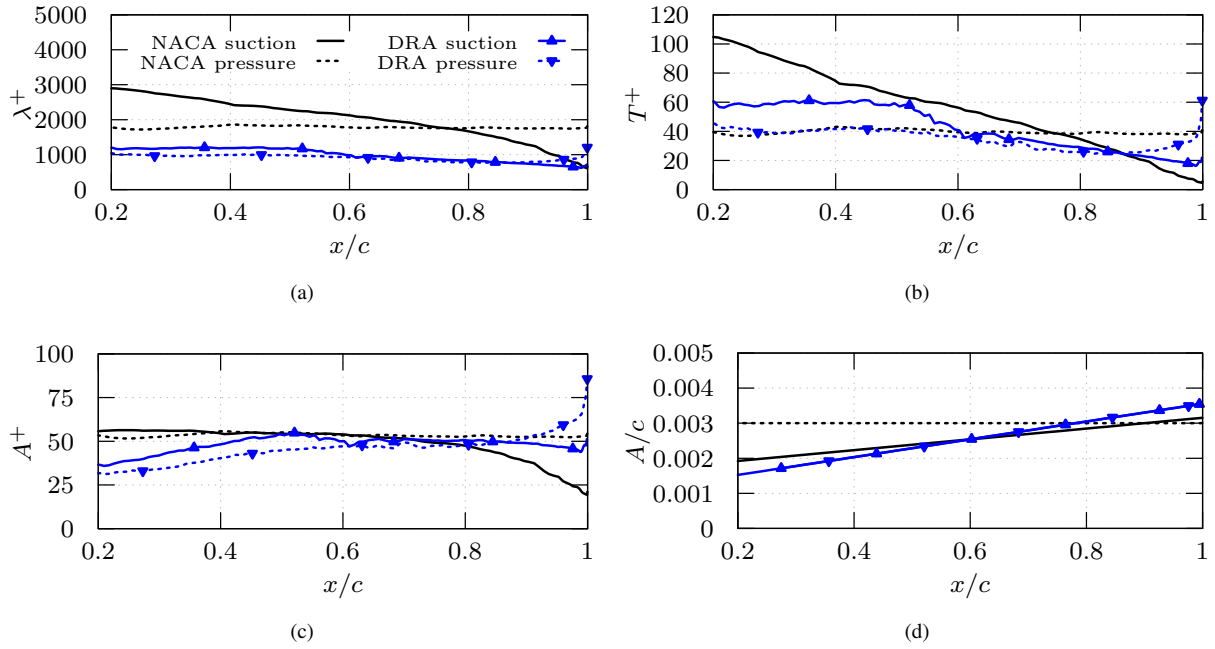 5000
4000
3000
2000
1000
0
λ⁺
NACA suction
NACA pressure
DRA suction
DRA pressure
0.2 0.4 0.6 0.8 1
x/c
(a)
120
100
80
60
40
20
0
T⁺
0.2 0.4 0.6 0.8 1
x/c
(b)
100
75
50
25
0
A⁺
0.2 0.4 0.6 0.8 1
x/c
(c)
0.005
0.004
0.003
0.002
0.001
0
A/c
0.2 0.4 0.6 0.8 1
x/c
(d)